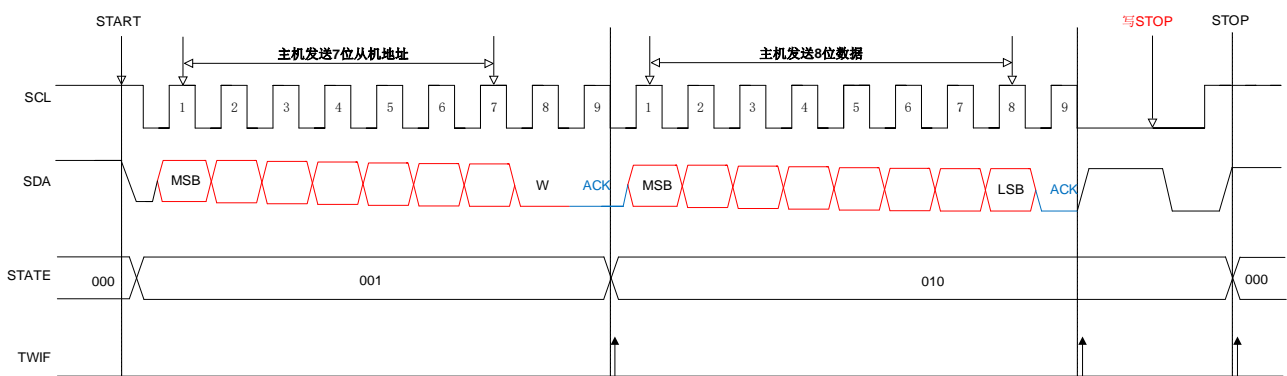 START 写STOP STOP
主机发送7位从机地址 主机发送8位数据
SCL 1 2 3 4 5 6 7 8 9 1 2 3 4 5 6 7 8 9
SDA MSB W ACK MSB LSB ACK
STATE 000 001 010 000
TWIF